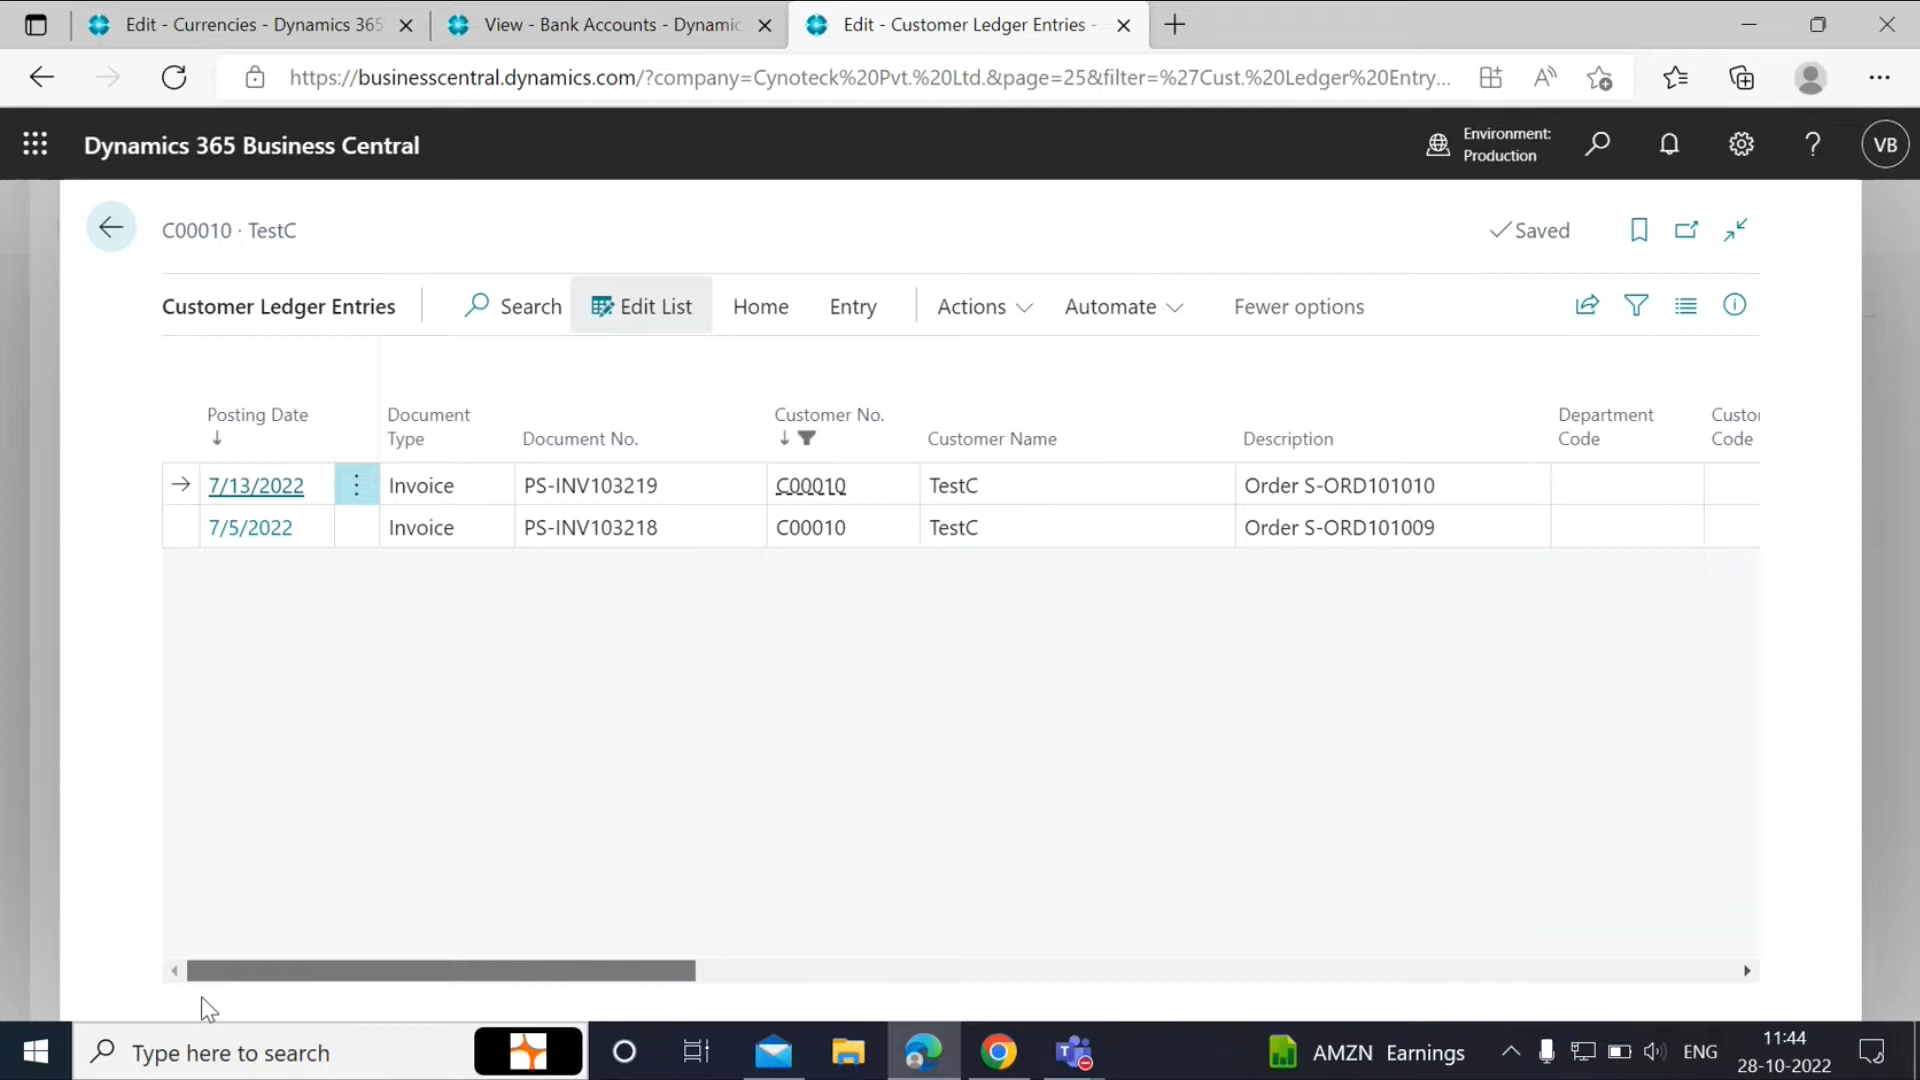 Edit - Currencies - Dynamics 365
View - Bank Accounts - Dynamic
Edit - Customer Ledger Entries -
https://businesscentral.dynamics.com/?company=Cynoteck%20Pvt.%20Ltd.&page=25&filter=%27Cust.%20Ledger%20Entry...
Dynamics 365 Business Central
Environment:
Production
VB
C00010 · TestC
Saved
Customer Ledger Entries
Search
Edit List
Home
Entry
Actions
Automate
Fewer options
Posting Date
Document
Type
Document No.
Customer No.
Customer Name
Description
Department
Code
Custo
Code
7/13/2022 Invoice PS-INV103219 C00010 TestC Order S-ORD101010
7/5/2022 Invoice PS-INV103218 C00010 TestC Order S-ORD101009
Type here to search
AMZN Earnings
ENG
11:44
28-10-2022